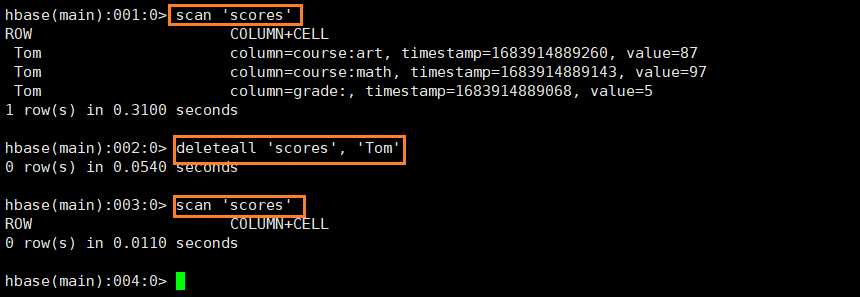 hbase(main):001:0> scan 'scores'
ROW COLUMN+CELL
Tom column=course:art, timestamp=1683914889260, value=87
Tom column=course:math, timestamp=1683914889143, value=97
Tom column=grade:, timestamp=1683914889068, value=5
1 row(s) in 0.3100 seconds
hbase(main):002:0> deleteall 'scores', 'Tom'
0 row(s) in 0.0540 seconds
hbase(main):003:0> scan 'scores'
ROW COLUMN+CELL
0 row(s) in 0.0110 seconds
hbase(main):004:0>